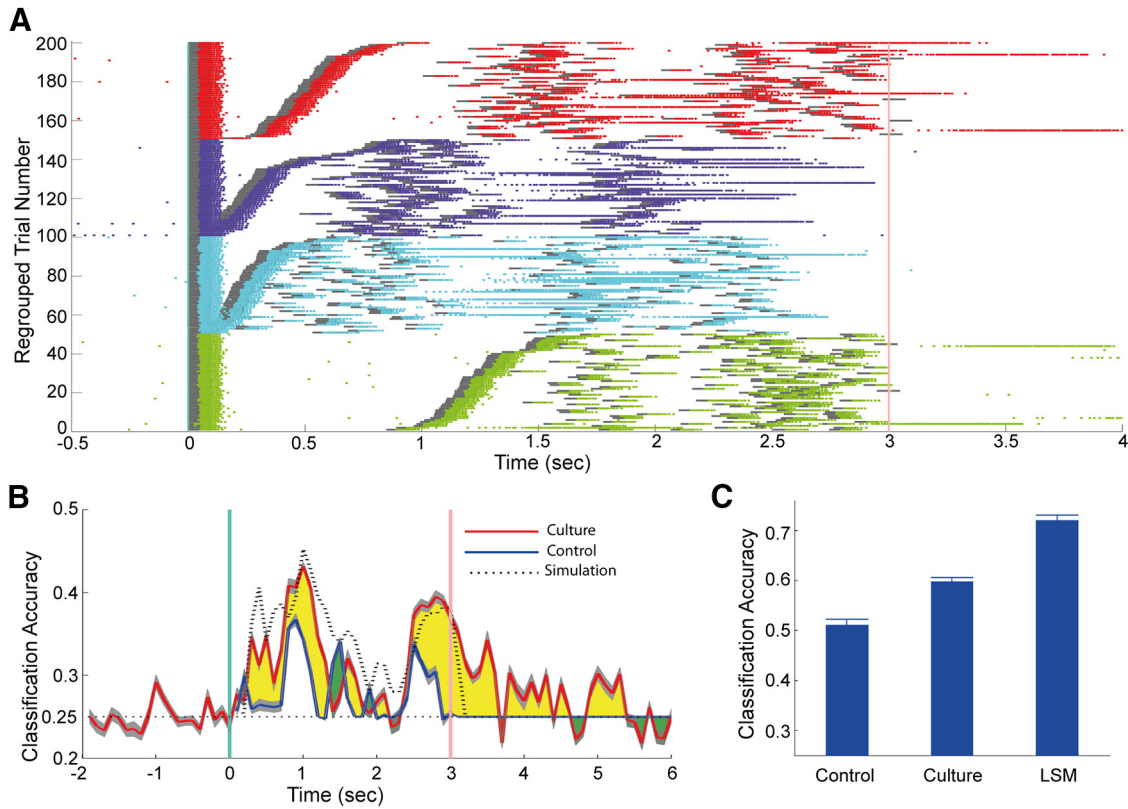 A
Regrouped Trial Number
200
180
160
140
120
100
80
60
40
20
0
-0.5
0
0.5
1
1.5
2
2.5
3
3.5
4
Time (sec)
B
Classification Accuracy
0.5
0.4
0.3
0.25
0.2
-2
-1
0
1
2
3
4
5
6
Time (sec)
Culture
Control
Simulation
C
Classification Accuracy
0.7
0.6
0.5
0.4
0.3
Control
Culture
LSM